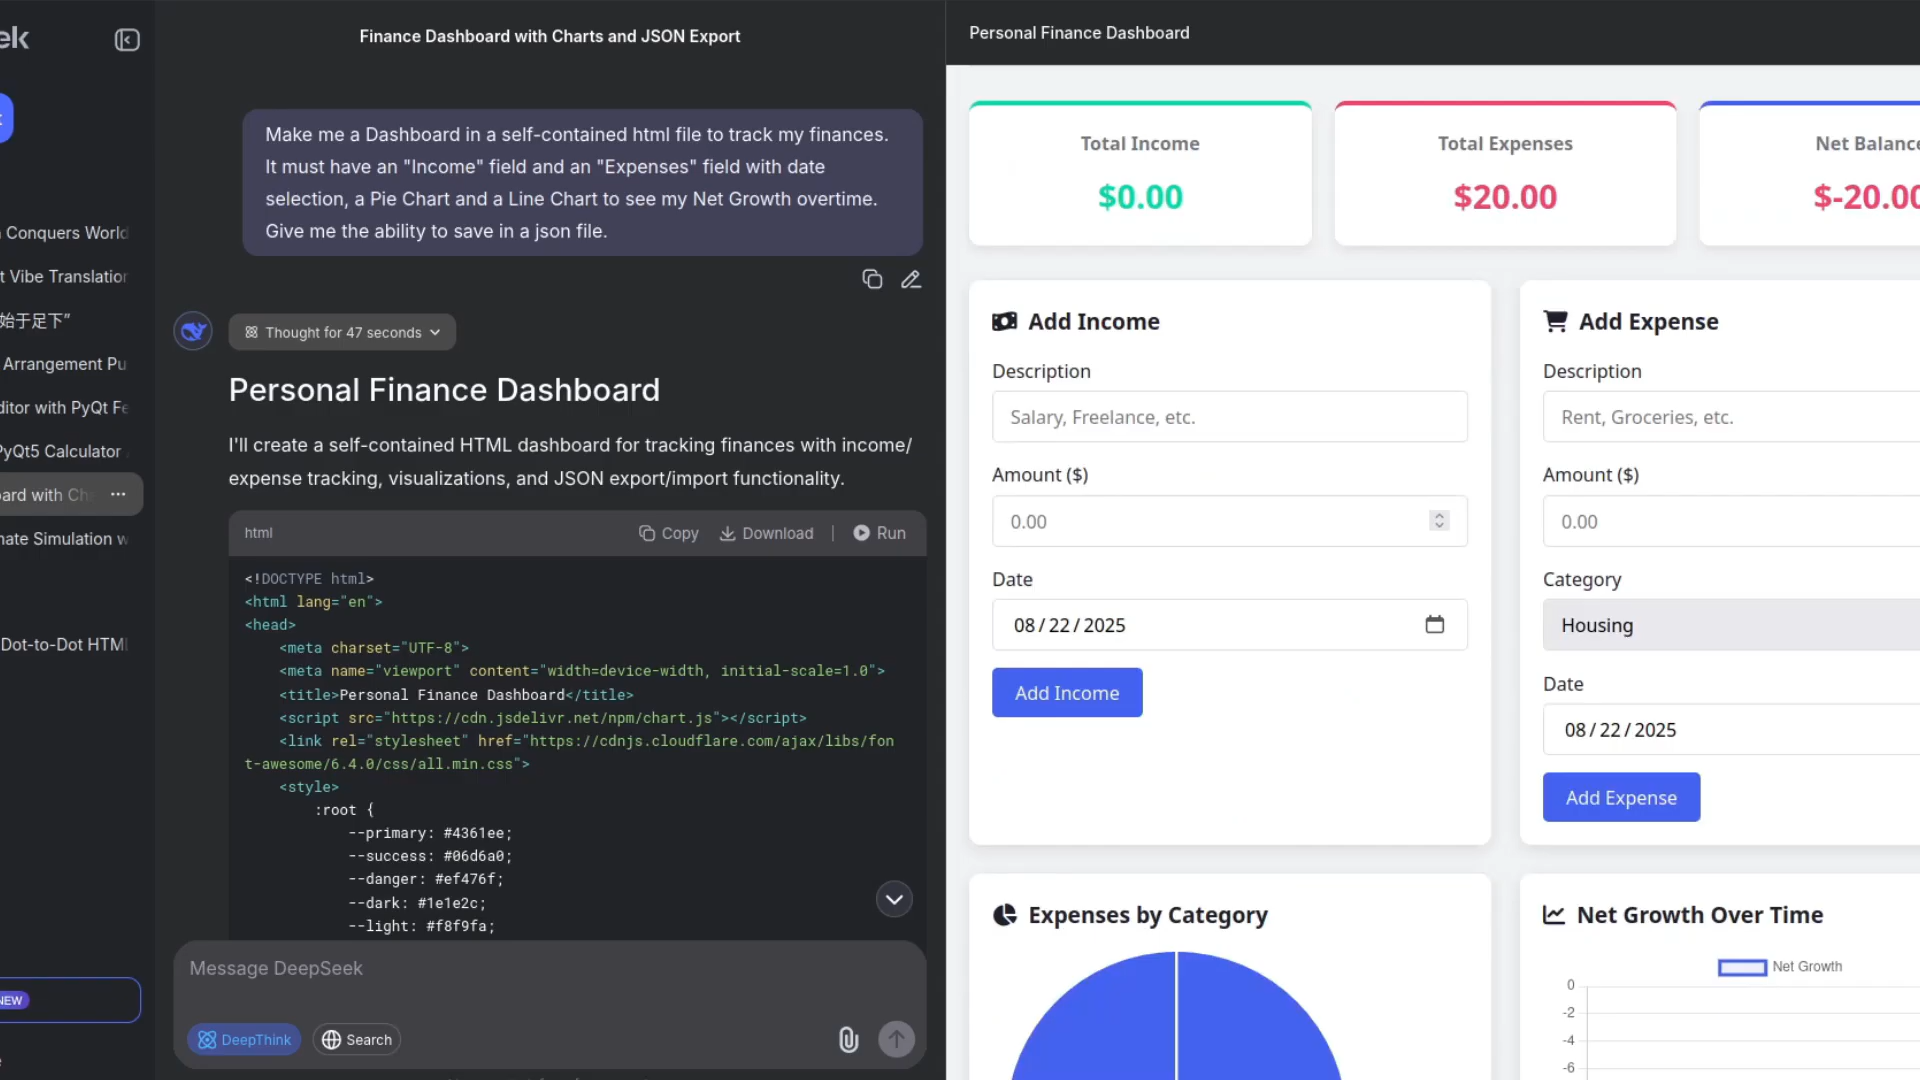 ek
Conquers World
t Vibe Translation
始于足下”
Arrangement Pu
ditor with PyQt Fe
PyQt5 Calculator
ard with Ch
ate Simulation w
Dot-to-Dot HTML
NEW
Finance Dashboard with Charts and JSON Export
Make me a Dashboard in a self-contained html file to track my finances.
It must have an "Income" field and an "Expenses" field with date
selection, a Pie Chart and a Line Chart to see my Net Growth overtime.
Give me the ability to save in a json file.
Thought for 47 seconds
Personal Finance Dashboard
I'll create a self-contained HTML dashboard for tracking finances with income/
expense tracking, visualizations, and JSON export/import functionality.
html Copy Download Run
<!DOCTYPE html>
<html lang="en">
<head>
<meta charset="UTF-8">
<meta name="viewport" content="width=device-width, initial-scale=1.0">
<title>Personal Finance Dashboard</title>
<script src="https://cdn.jsdelivr.net/npm/chart.js"></script>
<link rel="stylesheet" href="https://cdnjs.cloudflare.com/ajax/libs/fon
t-awesome/6.4.0/css/all.min.css">
<style>
:root {
--primary: #4361ee;
--success: #06d6a0;
--danger: #ef476f;
--dark: #1e1e2c;
--light: #f8f9fa;
Message DeepSeek
DeepThink Search
Personal Finance Dashboard
Total Income
$0.00
Total Expenses
$20.00
Net Balance
$-20.00
Add Income
Description
Salary, Freelance, etc.
Amount ($)
0.00
Date
08/22/2025
Add Income
Add Expense
Description
Rent, Groceries, etc.
Amount ($)
0.00
Category
Housing
Date
08/22/2025
Add Expense
Expenses by Category
Net Growth Over Time
Net Growth
0
-2
-4
-6